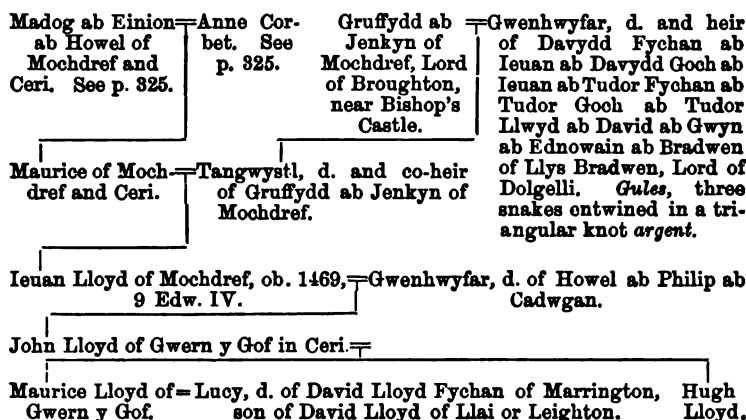 Madog ab Einion
ab Howel of
Mochdref and
Ceri. See p. 325.
Anne Cor-
bet. See
p. 325.
Gruffydd ab
Jenkyn of
Mochdref, Lord
of Broughton,
near Bishop's
Castle.
Gwenhwyfar, d. and heir
of Davydd Fychan ab
Ieuan ab Davydd Goch ab
Ieuan ab Tudor Fychan ab
Tudor Goch ab Tudor
Llwyd ab David ab Gwyn
ab Ednowain ab Bradwen
of Llys Bradwen, Lord of
Dolgelli. Gules, three
snakes entwined in a tri-
angular knot argent.
Maurice of Moch-
dref and Ceri.
Tangwystl, d. and co-heir
of Gruffydd ab Jenkyn of
Mochdref.
Ieuan Lloyd of Mochdref, ob. 1469,
9 Edw. IV.
Gwenhwyfar, d. of Howel ab Philip ab
Cadwgan.
John Lloyd of Gwern y Gof in Ceri.
Maurice Lloyd of
Gwern y Gof.
= Lucy, d. of David Lloyd Fychan of Marrington,
son of David Lloyd of Llai or Leighton.
Hugh
Lloyd.